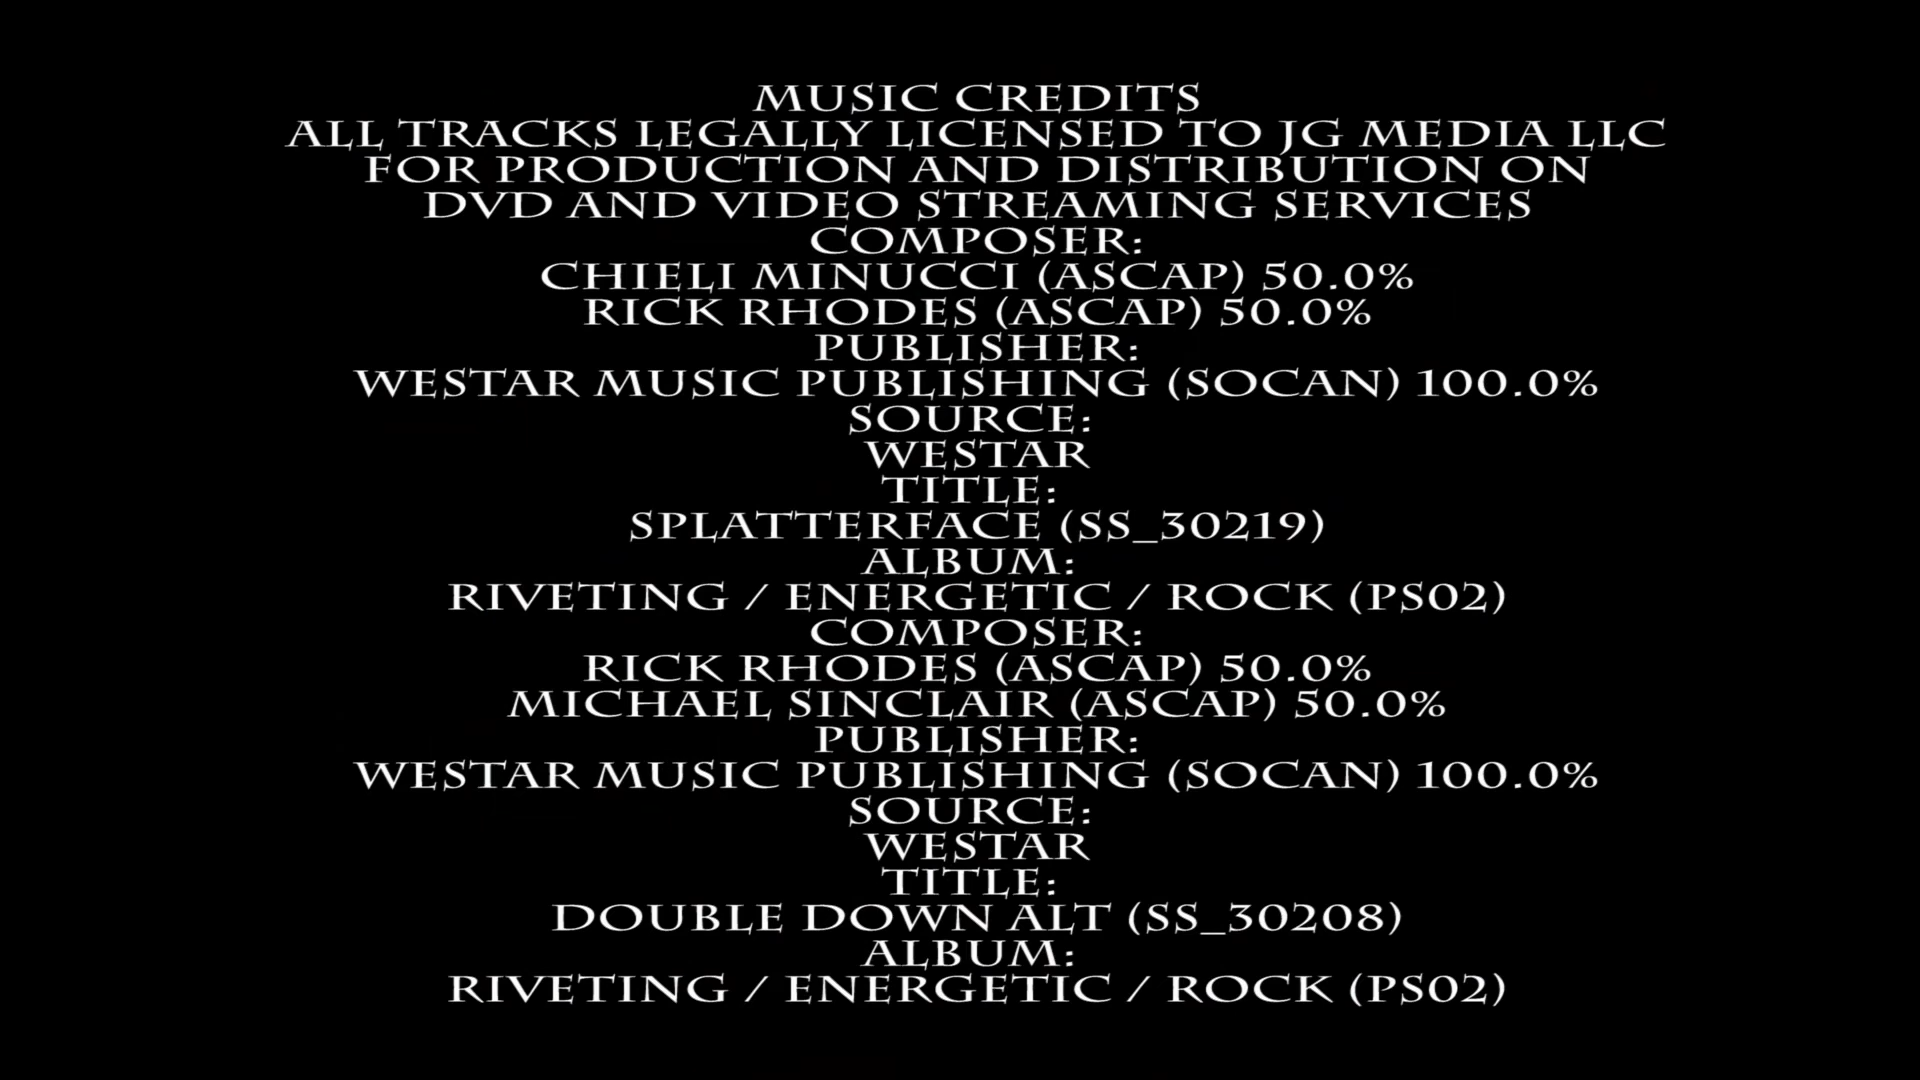 MUSIC CREDITS
ALL TRACKS LEGALLY LICENSED TO JG MEDIA LLC
FOR PRODUCTION AND DISTRIBUTION ON
DVD AND VIDEO STREAMING SERVICES
COMPOSER:
CHIELI MINUCCI (ASCAP) 50.0%
RICK RHODES (ASCAP) 50.0%
PUBLISHER:
WESTAR MUSIC PUBLISHING (SOCAN) 100.0%
SOURCE:
WESTAR
TITLE:
SPLATTERFACE (SS_30219)
ALBUM:
RIVETING / ENERGETIC / ROCK (PS02)
COMPOSER:
RICK RHODES (ASCAP) 50.0%
MICHAEL SINCLAIR (ASCAP) 50.0%
PUBLISHER:
WESTAR MUSIC PUBLISHING (SOCAN) 100.0%
SOURCE:
WESTAR
TITLE:
DOUBLE DOWN ALT (SS_30208)
ALBUM:
RIVETING / ENERGETIC / ROCK (PS02)